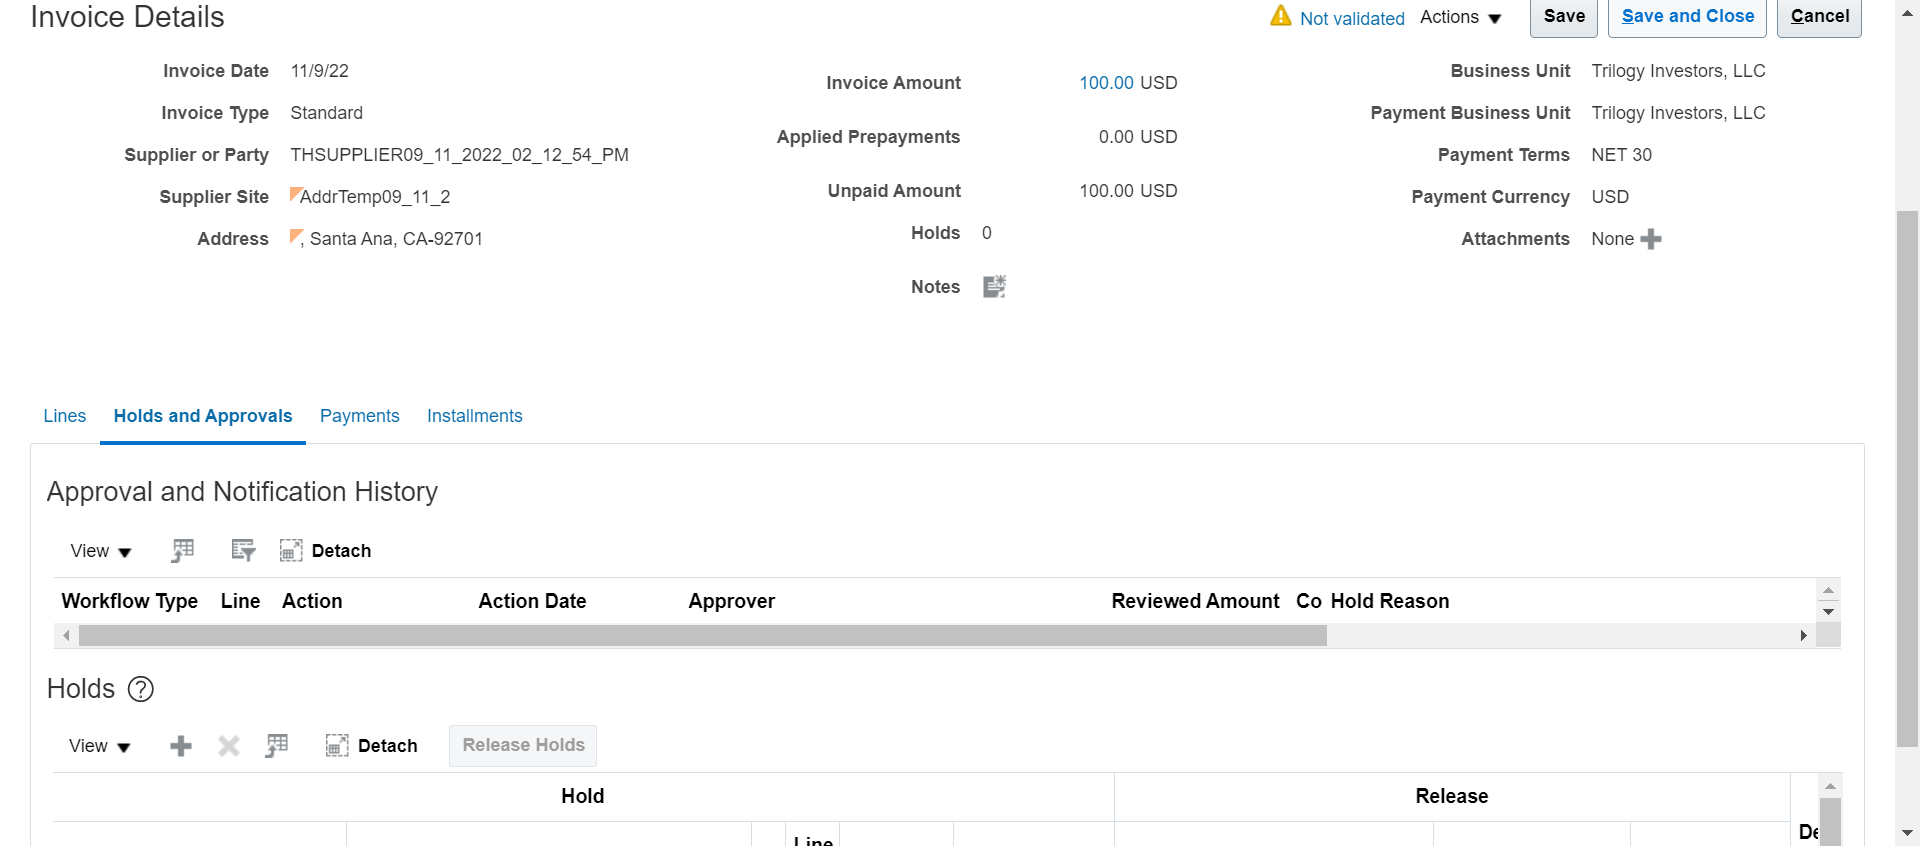 Invoice Details
Not validated Actions Save Save and Close Cancel
Invoice Date 11/9/22
Invoice Type Standard
Supplier or Party THSUPPLIER09_11_2022_02_12_54_PM
Supplier Site AddrTemp09_11_2
Address , Santa Ana, CA-92701
Invoice Amount 100.00 USD
Applied Prepayments 0.00 USD
Unpaid Amount 100.00 USD
Holds 0
Notes
Business Unit Trilogy Investors, LLC
Payment Business Unit Trilogy Investors, LLC
Payment Terms NET 30
Payment Currency USD
Attachments None
Lines Holds and Approvals Payments Installments
Approval and Notification History
View Detach
Workflow Type Line Action Action Date Approver Reviewed Amount Co Hold Reason
Holds ?
View Detach Release Holds
Hold Release
Line De